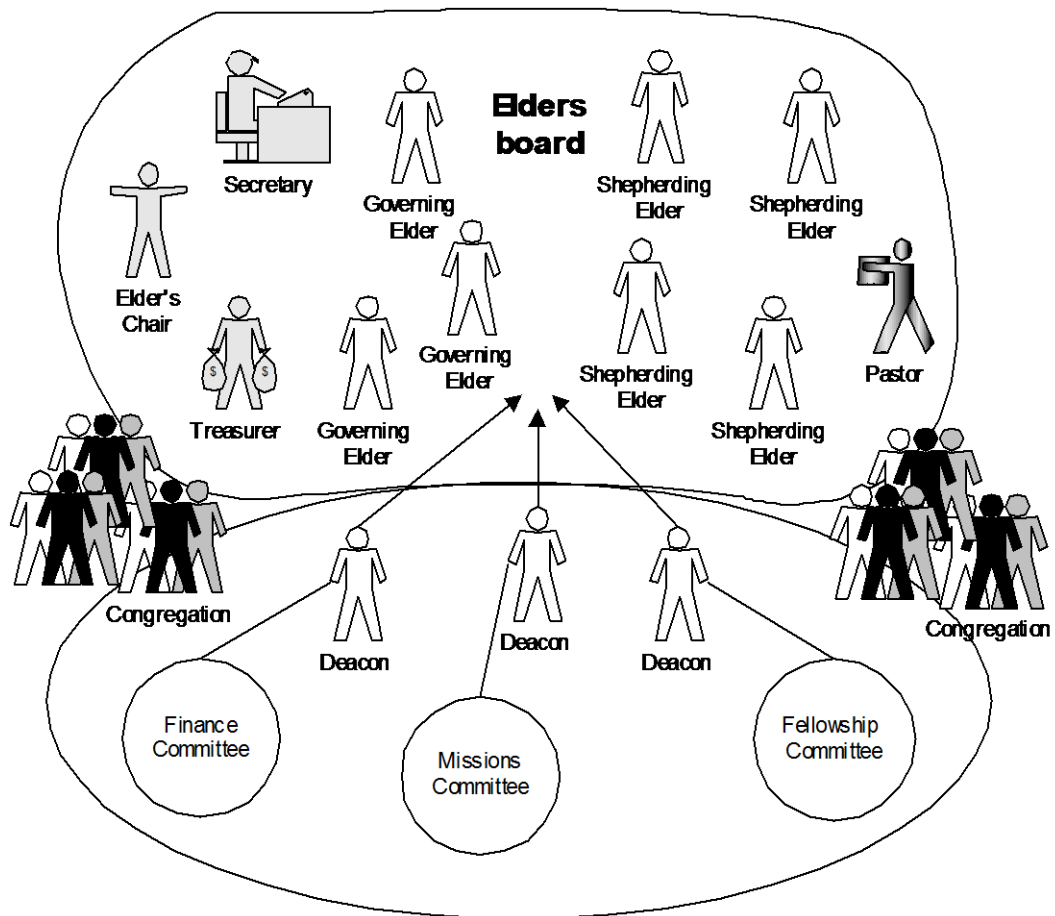 Elders
board
Secretary
Governing
Elder
Shepherding
Elder
Shepherding
Elder
Elder's
Chair
Governing
Elder
Shepherding
Elder
Pastor
$ $
Treasurer
Governing
Elder
Shepherding
Elder
Congregation
Deacon
Deacon
Deacon
Congregation
Finance
Committee
Missions
Committee
Fellowship
Committee